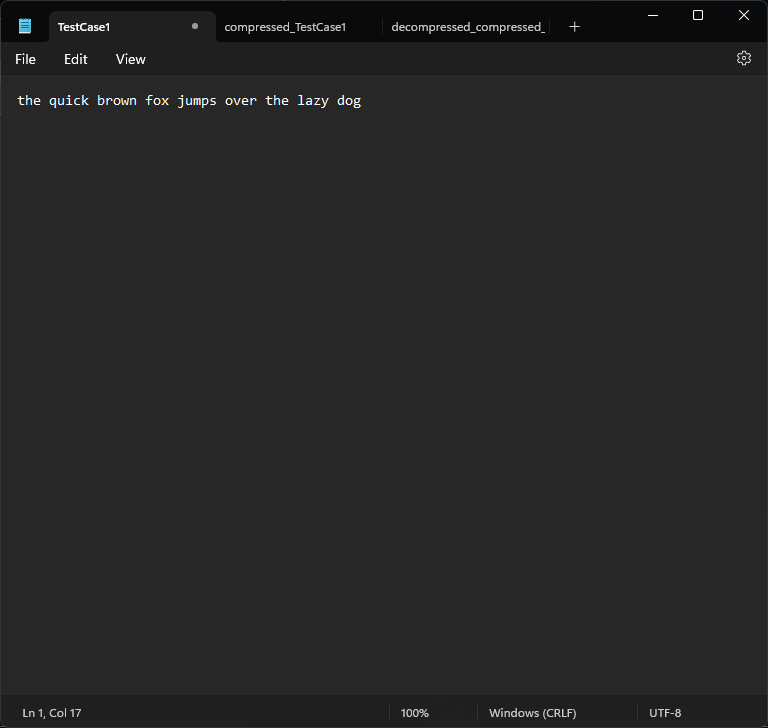 TestCase1 compressed_TestCase1 decompressed_compressed_
File Edit View
the quick brown fox jumps over the lazy dog
Ln 1, Col 17 100% Windows (CRLF) UTF-8